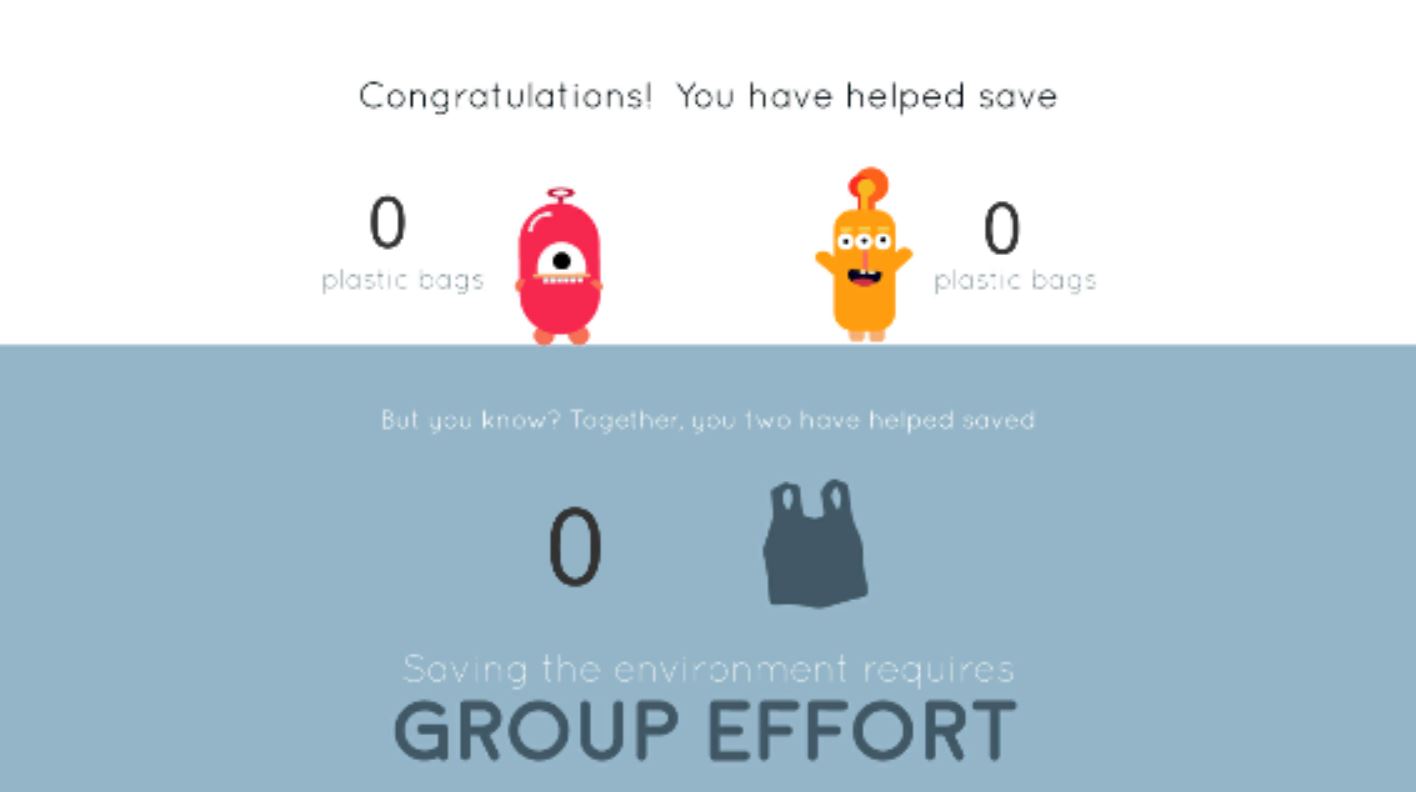 Congratulations! You have helped save
0
plastic bags
0
plastic bags
But you know? Together, you two have helped saved
0
Saving the environment requires
GROUP EFFORT